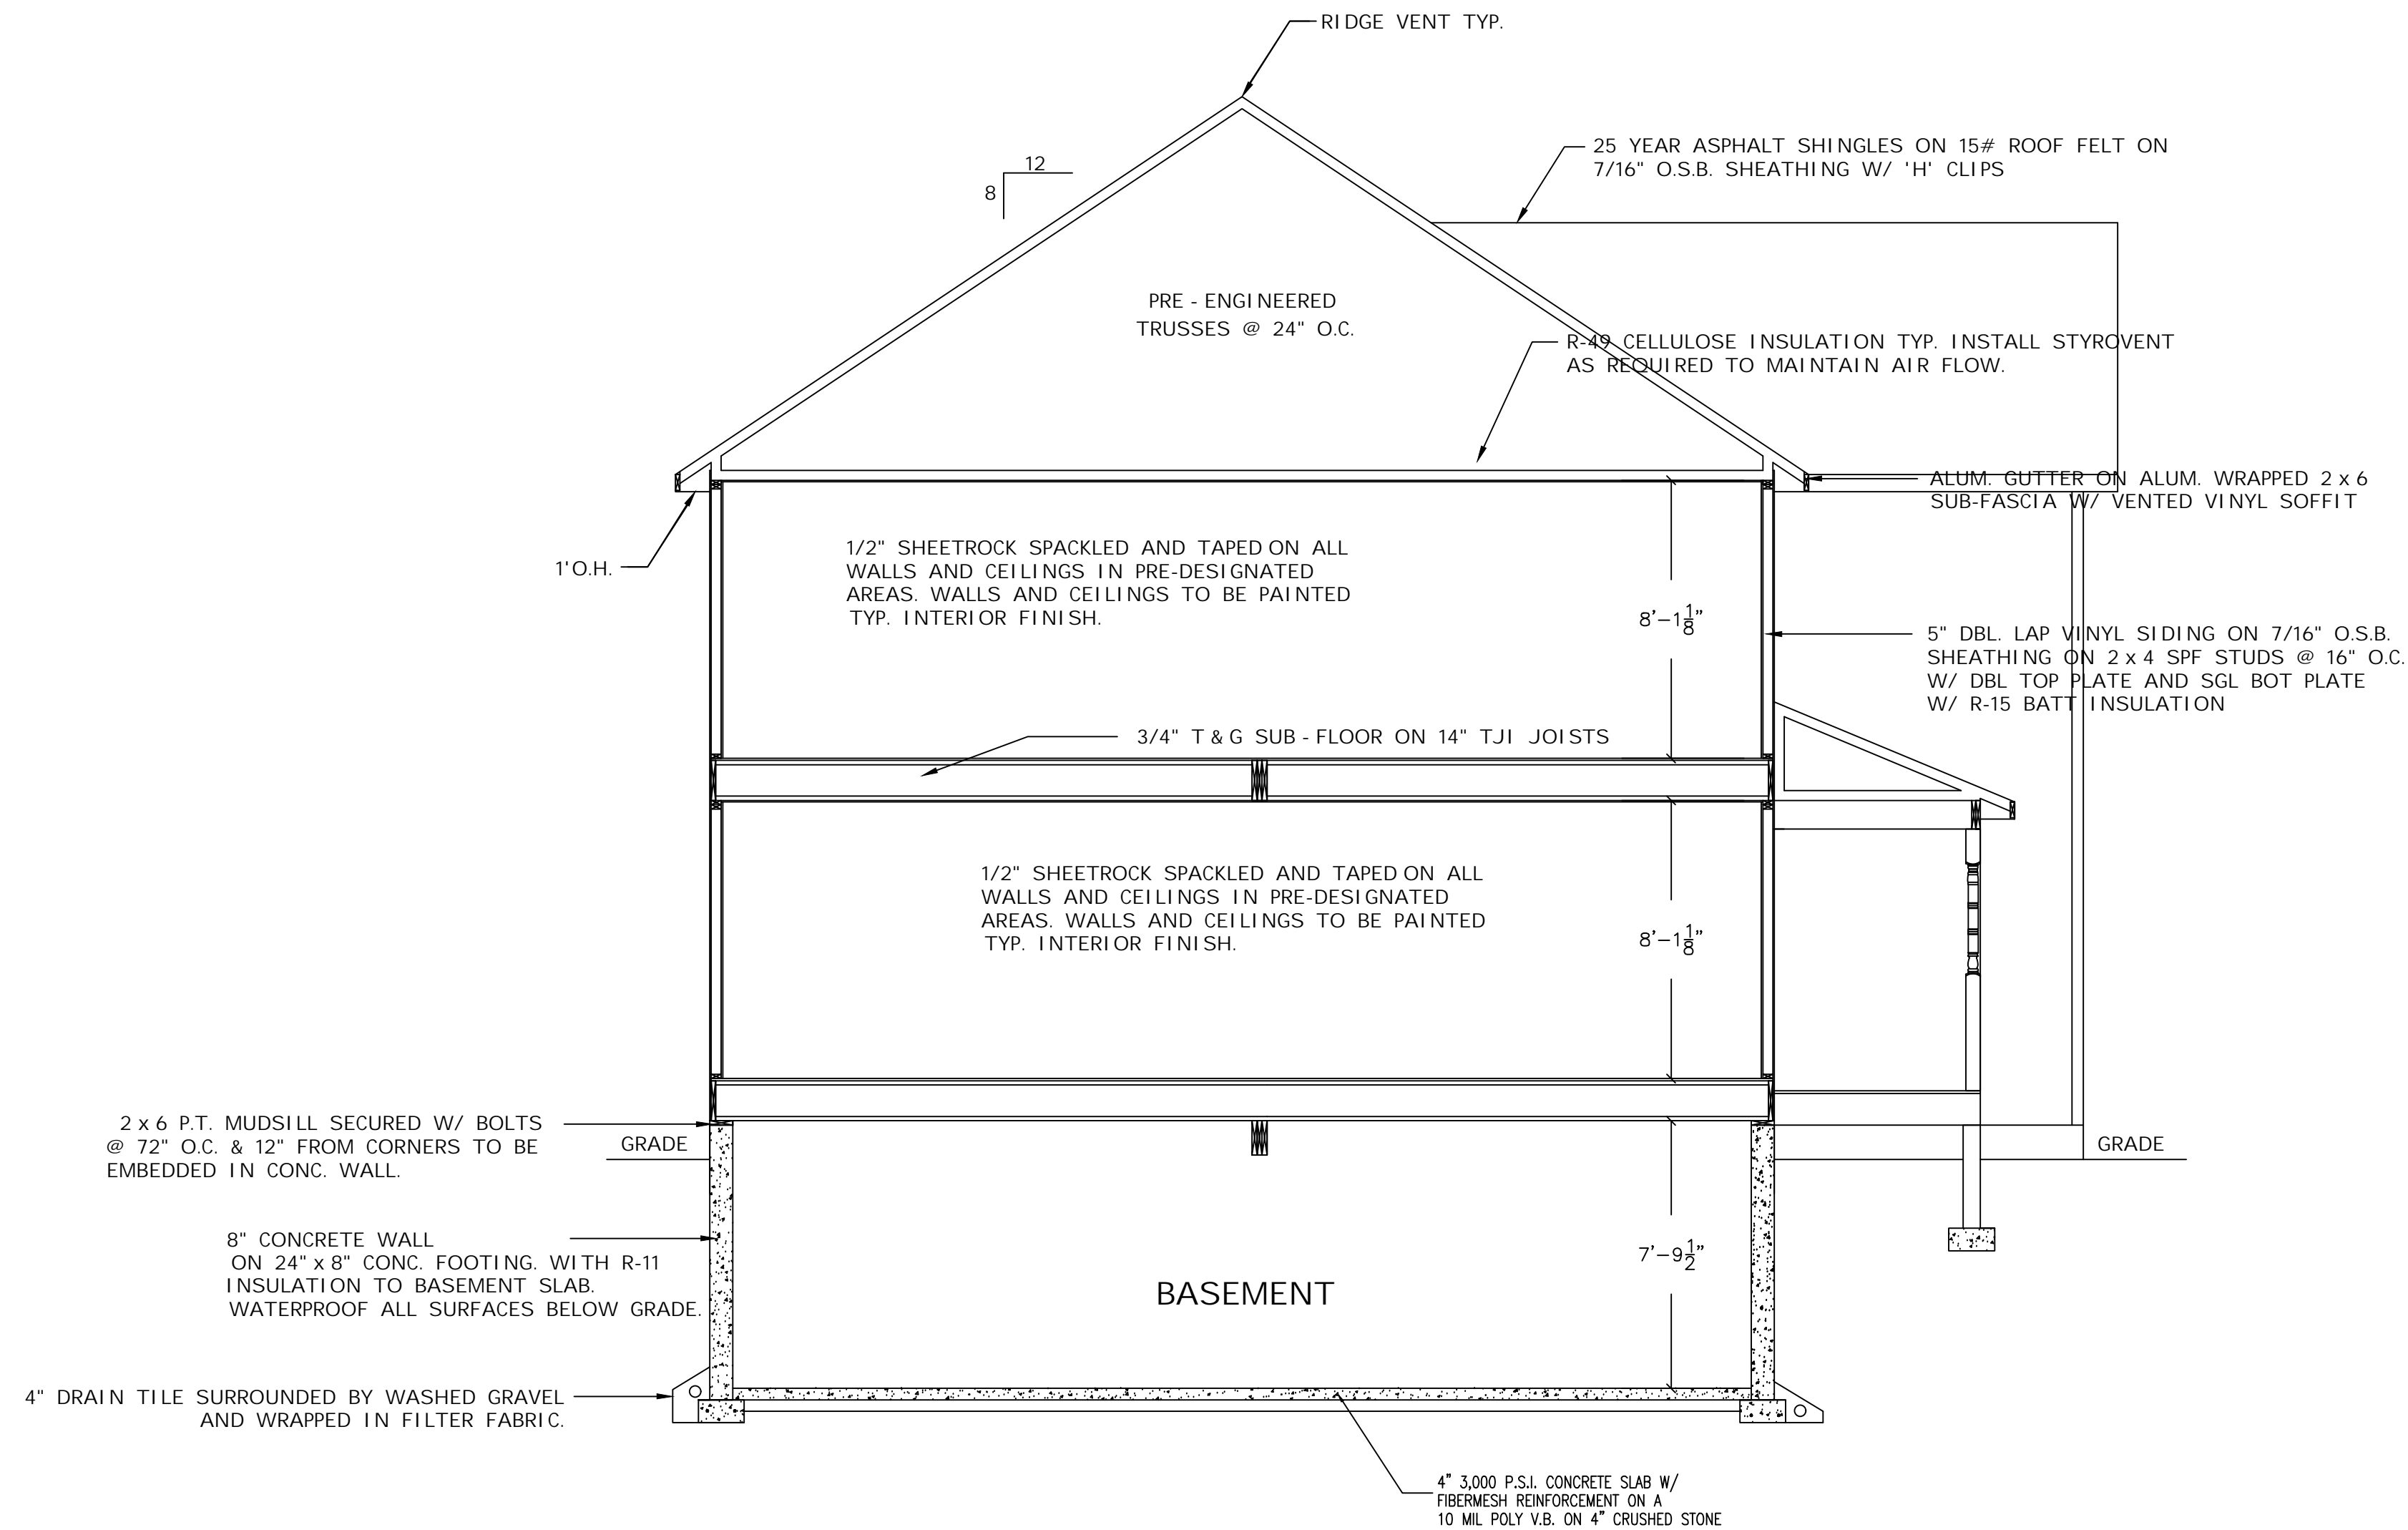 RIDGE VENT TYP.
25 YEAR ASPHALT SHINGLES ON 15# ROOF FELT ON
7/16" O.S.B. SHEATHING W/ 'H' CLIPS
12
8
PRE - ENGINEERED
TRUSSES @ 24" O.C.
R-49 CELLULOSE INSULATION TYP. INSTALL STYROVENT
AS REQUIRED TO MAINTAIN AIR FLOW.
ALUM. GUTTER ON ALUM. WRAPPED 2 x 6
SUB-FASCIA W/ VENTED VINYL SOFFIT
1' O.H.
1/2" SHEETROCK SPACKLED AND TAPED ON ALL
WALLS AND CEILINGS IN PRE-DESIGNATED
AREAS. WALLS AND CEILINGS TO BE PAINTED
TYP. INTERIOR FINISH.
8'-1 1/8"
5" DBL. LAP VINYL SIDING ON 7/16" O.S.B.
SHEATHING ON 2 x 4 SPF STUDS @ 16" O.C.
W/ DBL TOP PLATE AND SGL BOT PLATE
W/ R-15 BATT INSULATION
3/4" T & G SUB - FLOOR ON 14" TJI JOISTS
1/2" SHEETROCK SPACKLED AND TAPED ON ALL
WALLS AND CEILINGS IN PRE-DESIGNATED
AREAS. WALLS AND CEILINGS TO BE PAINTED
TYP. INTERIOR FINISH.
8'-1 1/8"
2 x 6 P.T. MUDSILL SECURED W/ BOLTS
@ 72" O.C. & 12" FROM CORNERS TO BE
EMBEDDED IN CONC. WALL.
GRADE
GRADE
8" CONCRETE WALL
ON 24" x 8" CONC. FOOTING. WITH R-11
INSULATION TO BASEMENT SLAB.
WATERPROOF ALL SURFACES BELOW GRADE.
7'-9 1/2"
BASEMENT
4" DRAIN TILE SURROUNDED BY WASHED GRAVEL
AND WRAPPED IN FILTER FABRIC.
4" 3,000 P.S.I. CONCRETE SLAB W/
FIBERMESH REINFORCEMENT ON A
10 MIL POLY V.B. ON 4" CRUSHED STONE